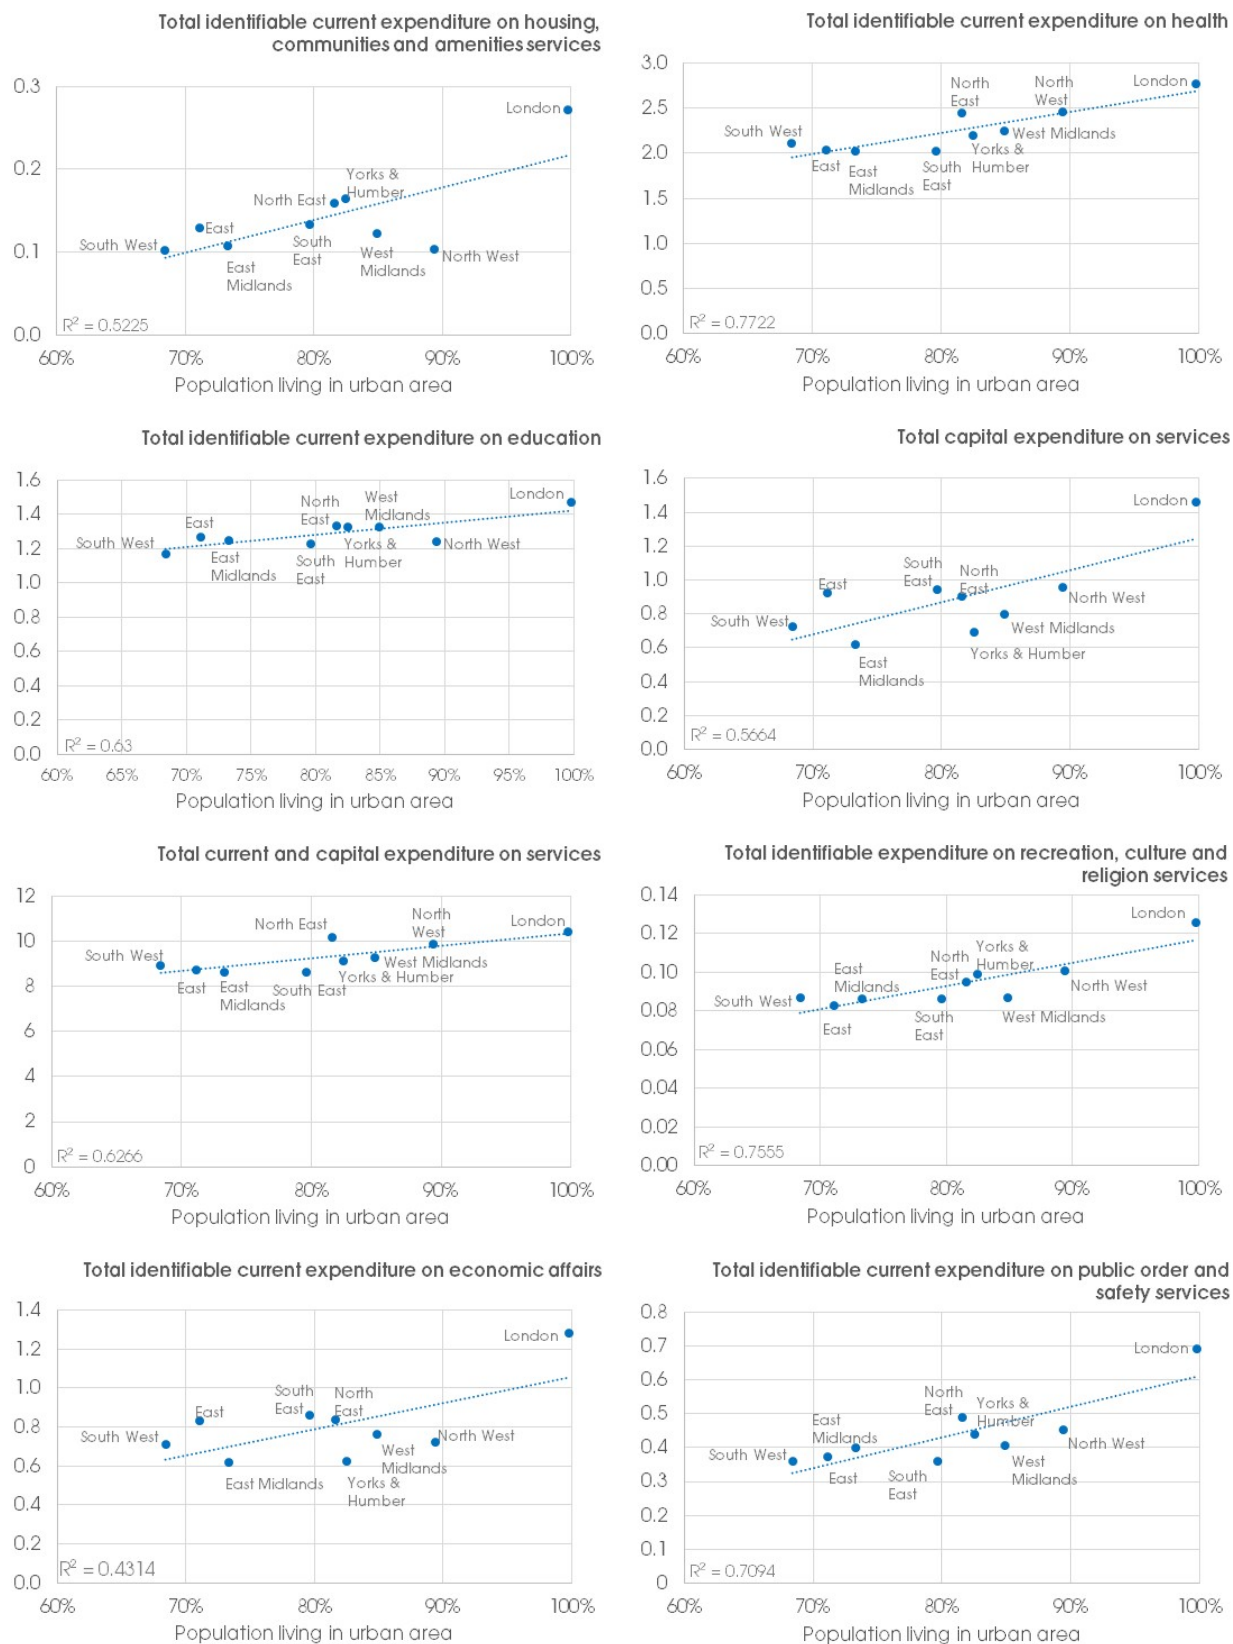 Total identifiable current expenditure on housing,
communities and amenities services
0.3
0.2
0.1
0.0
London
Yorks &
Humber
North East
East
South West
South
East
East
Midlands
West
Midlands
North West
R² = 0.5225
60% 70% 80% 90% 100%
Population living in urban area
Total identifiable current expenditure on health
3.0
2.5
2.0
1.5
1.0
0.5
0.0
North
East
North
West
London
South West
West Midlands
East
East
Midlands
South
East
Yorks &
Humber
R² = 0.7722
60% 70% 80% 90% 100%
Population living in urban area
Total identifiable current expenditure on education
1.6
1.4
1.2
1.0
0.8
0.6
0.4
0.2
0.0
London
North
East
West
Midlands
East
South West
East
Midlands
South
East
Yorks &
Humber
North West
R² = 0.63
60% 65% 70% 75% 80% 85% 90% 95% 100%
Population living in urban area
Total capital expenditure on services
1.6
1.4
1.2
1.0
0.8
0.6
0.4
0.2
0.0
London
South
East
North
East
East
North West
South West
West Midlands
Yorks & Humber
East
Midlands
R² = 0.5664
60% 70% 80% 90% 100%
Population living in urban area
Total current and capital expenditure on services
12
10
8
6
4
2
0
North East
North
West
London
South West
West Midlands
Yorks & Humber
East
East
Midlands
South East
R² = 0.6266
60% 70% 80% 90% 100%
Population living in urban area
Total identifiable expenditure on recreation, culture and
religion services
0.14
0.12
0.10
0.08
0.06
0.04
0.02
0.00
London
North
East
Yorks &
Humber
East
Midlands
North West
South West
East
South
East
West Midlands
R² = 0.7555
60% 70% 80% 90% 100%
Population living in urban area
Total identifiable current expenditure on economic affairs
1.4
1.2
1.0
0.8
0.6
0.4
0.2
0.0
London
South
East
North
East
East
South West
North West
West
Midlands
East Midlands
Yorks &
Humber
R² = 0.4314
60% 70% 80% 90% 100%
Population living in urban area
Total identifiable current expenditure on public order and
safety services
0.8
0.7
0.6
0.5
0.4
0.3
0.2
0.1
0
London
North
East
Yorks &
Humber
East
Midlands
North West
South West
East
South
East
West
Midlands
R² = 0.7094
60% 70% 80% 90% 100%
Population living in urban area